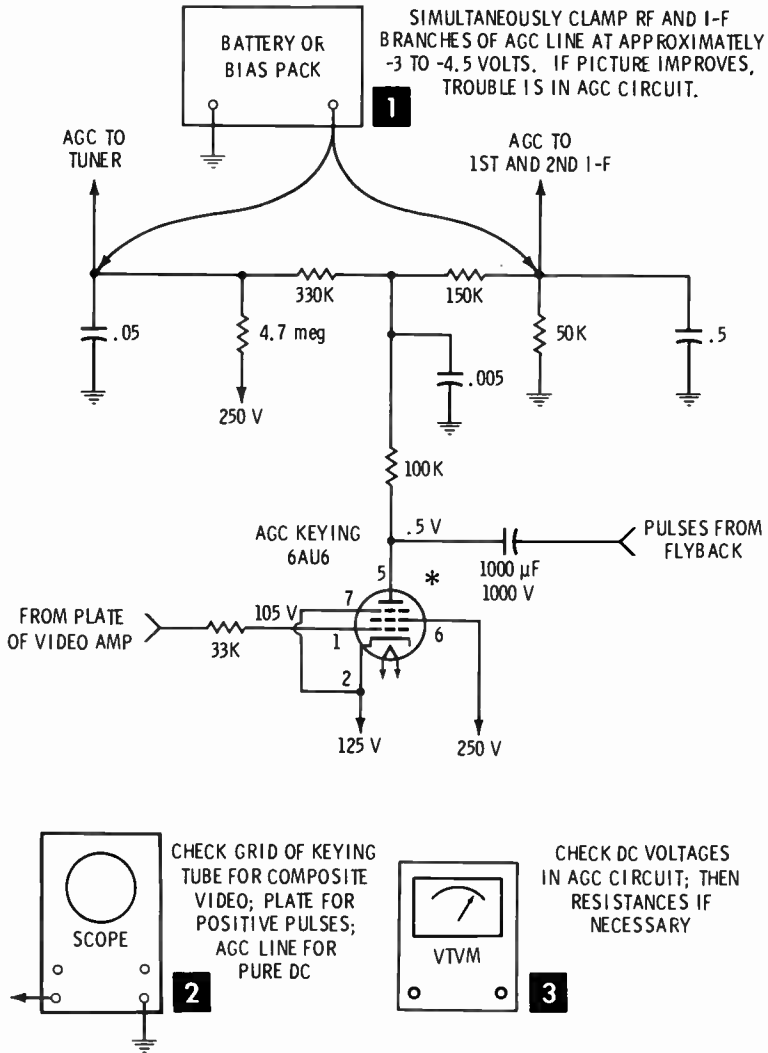 BATTERY OR
BIAS PACK
1
SIMULTANEOUSLY CLAMP RF AND I-F
BRANCHES OF AGC LINE AT APPROXIMATELY
-3 TO -4.5 VOLTS. IF PICTURE IMPROVES,
TROUBLE IS IN AGC CIRCUIT.
AGC TO
TUNER
AGC TO
1ST AND 2ND I-F
330K
150K
.05
4.7 meg
250 V
.005
50K
.5
100K
AGC KEYING
6AU6
.5 V
5
*
1000 µF
1000 V
PULSES FROM
FLYBACK
FROM PLATE
OF VIDEO AMP
33K
105 V
7
1
6
2
125 V
250 V
SCOPE
2
CHECK GRID OF KEYING
TUBE FOR COMPOSITE
VIDEO; PLATE FOR
POSITIVE PULSES;
AGC LINE FOR
PURE DC
VTVM
3
CHECK DC VOLTAGES
IN AGC CIRCUIT; THEN
RESISTANCES IF
NECESSARY